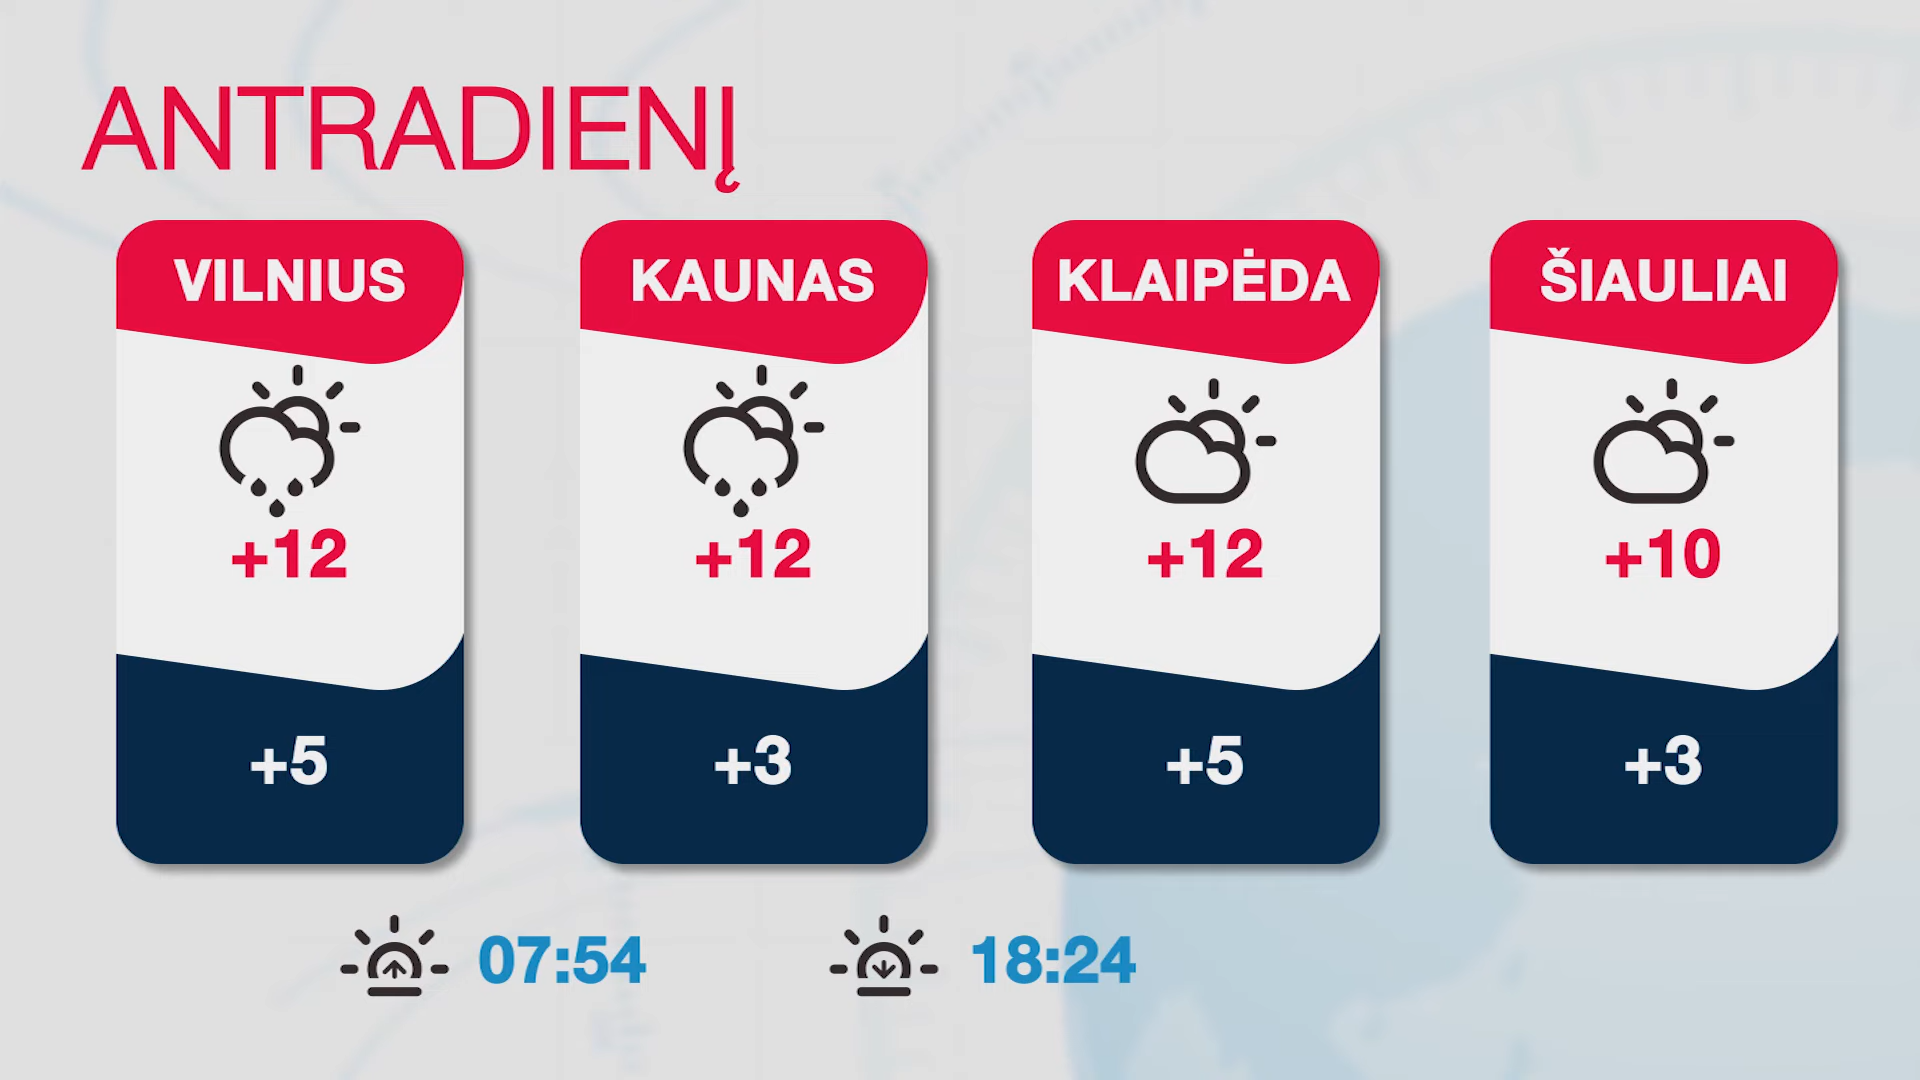 ANTRADIENĮ
VILNIUS
KAUNAS
KLAIPĖDA
ŠIAULIAI
+12
+12
+12
+10
+5
+3
+5
+3
07:54
18:24